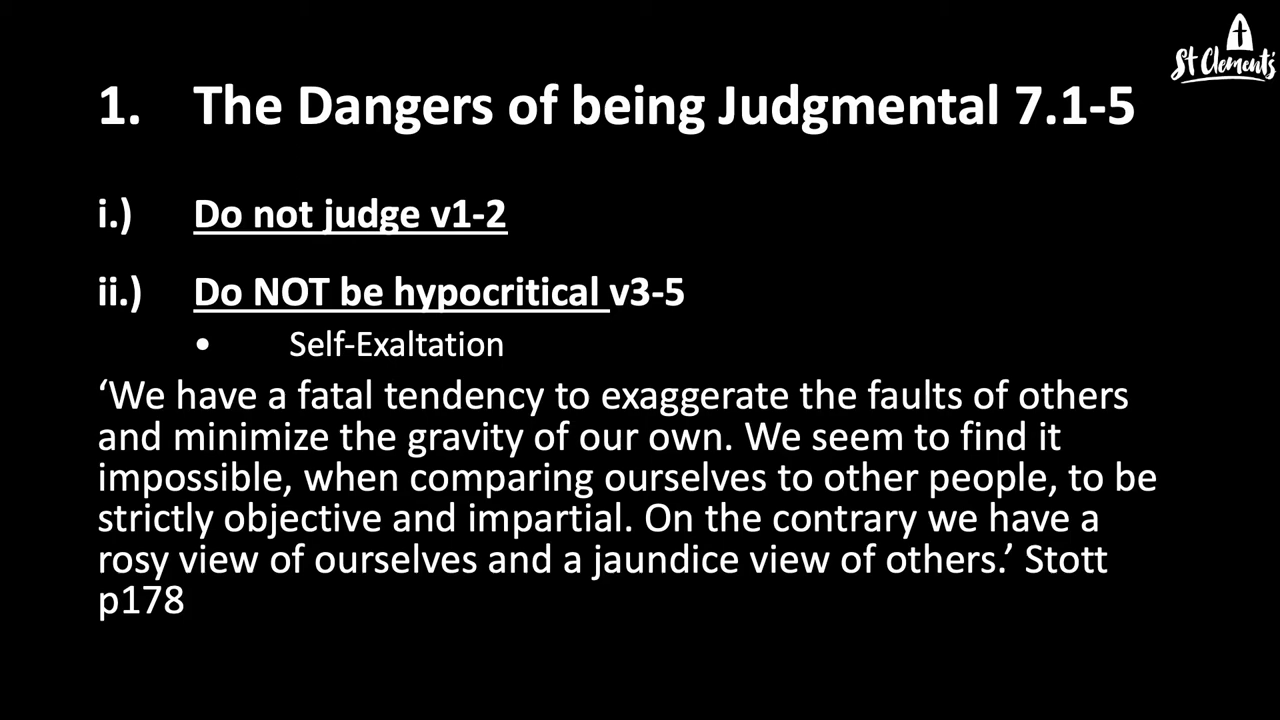 St Clement's
1. The Dangers of being Judgmental 7.1-5
i.) Do not judge v1-2
ii.) Do NOT be hypocritical v3-5
• Self-Exaltation
‘We have a fatal tendency to exaggerate the faults of others
and minimize the gravity of our own. We seem to find it
impossible, when comparing ourselves to other people, to be
strictly objective and impartial. On the contrary we have a
rosy view of ourselves and a jaundice view of others.’ Stott
p178